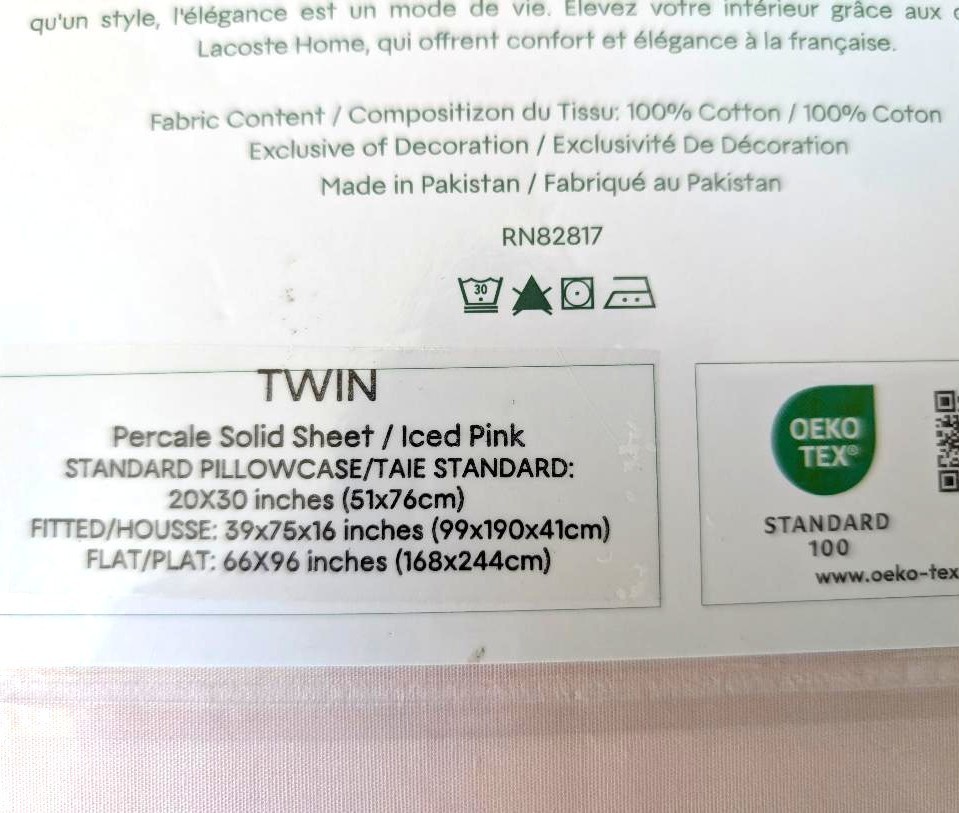 qu'un style, l'élégance est un mode de vie. Élevez votre intérieur grâce aux
Lacoste Home, qui offrent confort et élégance à la française.
Fabric Content / Compositizon du Tissu: 100% Cotton / 100% Coton
Exclusive of Decoration / Exclusivité De Décoration
Made in Pakistan / Fabriqué au Pakistan
RN82817
30
TWIN
Percale Solid Sheet / Iced Pink
STANDARD PILLOWCASE/TAIE STANDARD:
20X30 inches (51x76cm)
FITTED/HOUSSE: 39x75x16 inches (99x190x41cm)
FLAT/PLAT: 66X96 inches (168x244cm)
OEKO
TEX®
STANDARD
100
www.oeko-tex